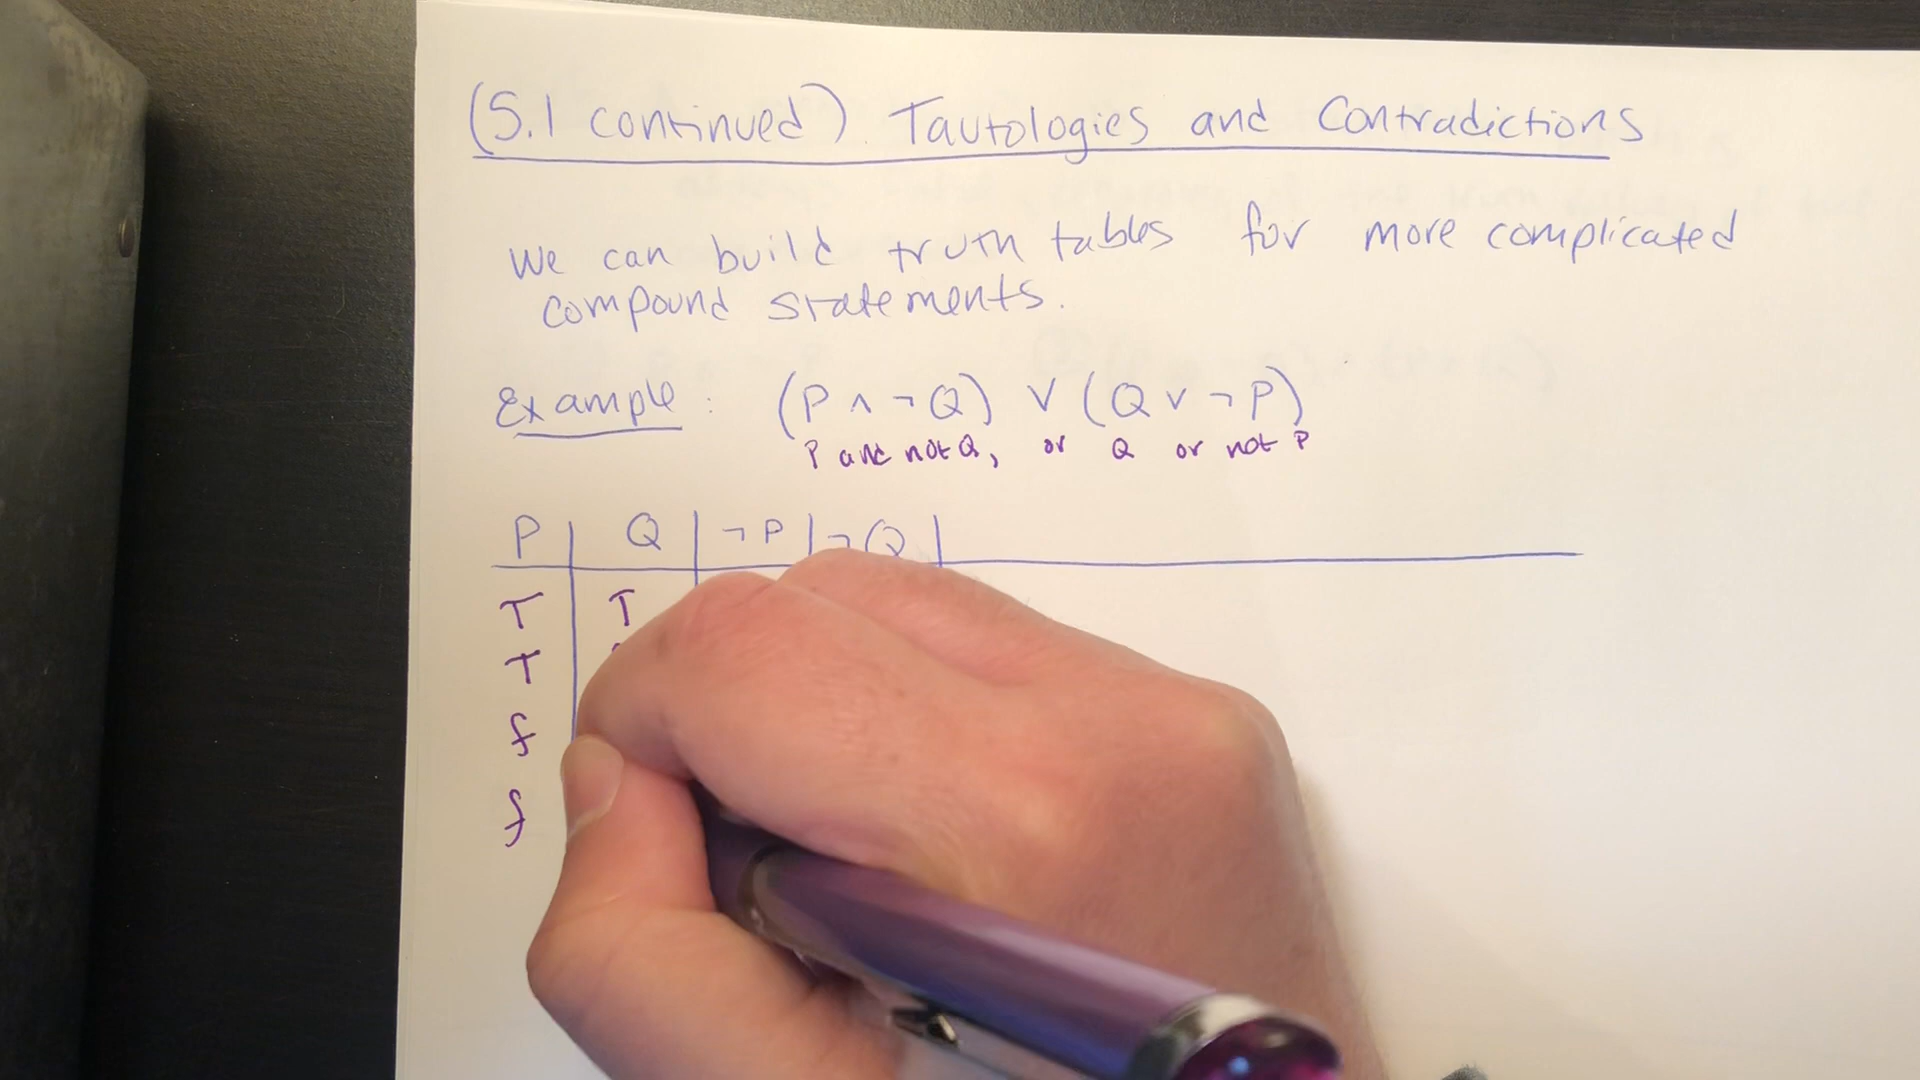 (5.1 continued) Tautologies and Contradictions
We can build truth tables for more complicated
compound statements.
Example: (P ∧ ¬Q) ∨ (Q ∨ ¬P)
P and not Q, or Q or not P
P Q ¬P ¬Q
T T
T
f
f